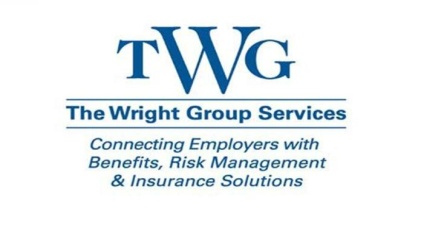 TWG
The Wright Group Services
Connecting Employers with
Benefits, Risk Management
& Insurance Solutions